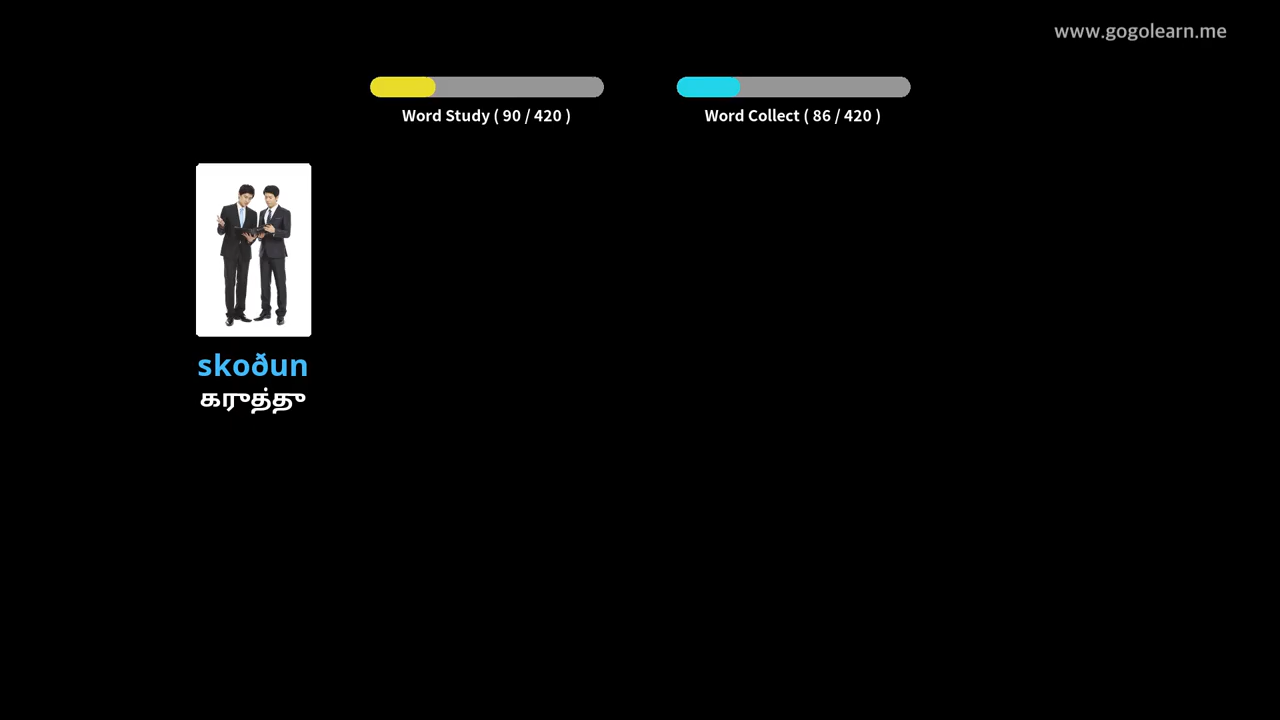 www.gogolearn.me
Word Study ( 90 / 420 )
Word Collect ( 86 / 420 )
skoðun
கருத்து